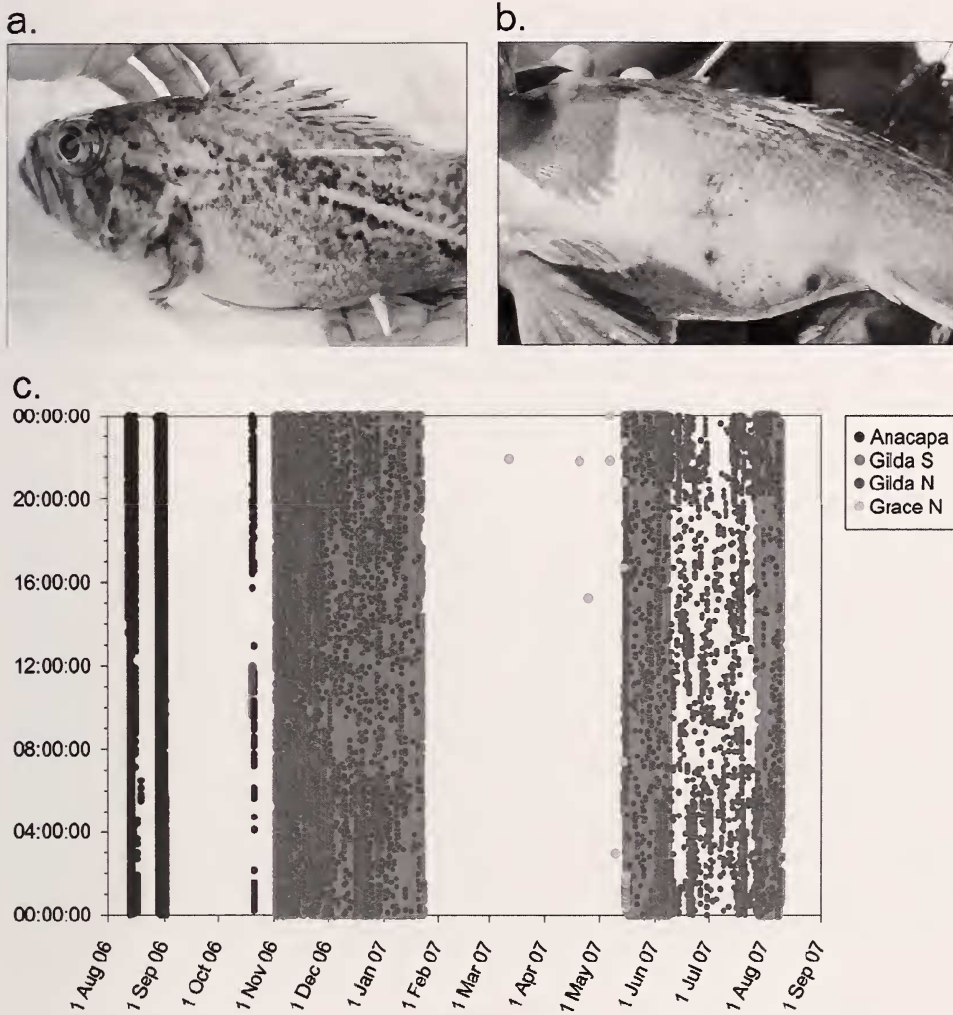 a.
b.
c.
00:00:00
20:00:00
16:00:00
12:00:00
08:00:00
04:00:00
00:00:00
1 Aug 06
1 Sep 06
1 Oct 06
1 Nov 06
1 Dec 06
1 Jan 07
1 Feb 07
1 Mar 07
1 Apr 07
1 May 07
1 Jun 07
1 Jul 07
1 Aug 07
1 Sep 07
Anacapa
Gilda S
Gilda N
Grace N